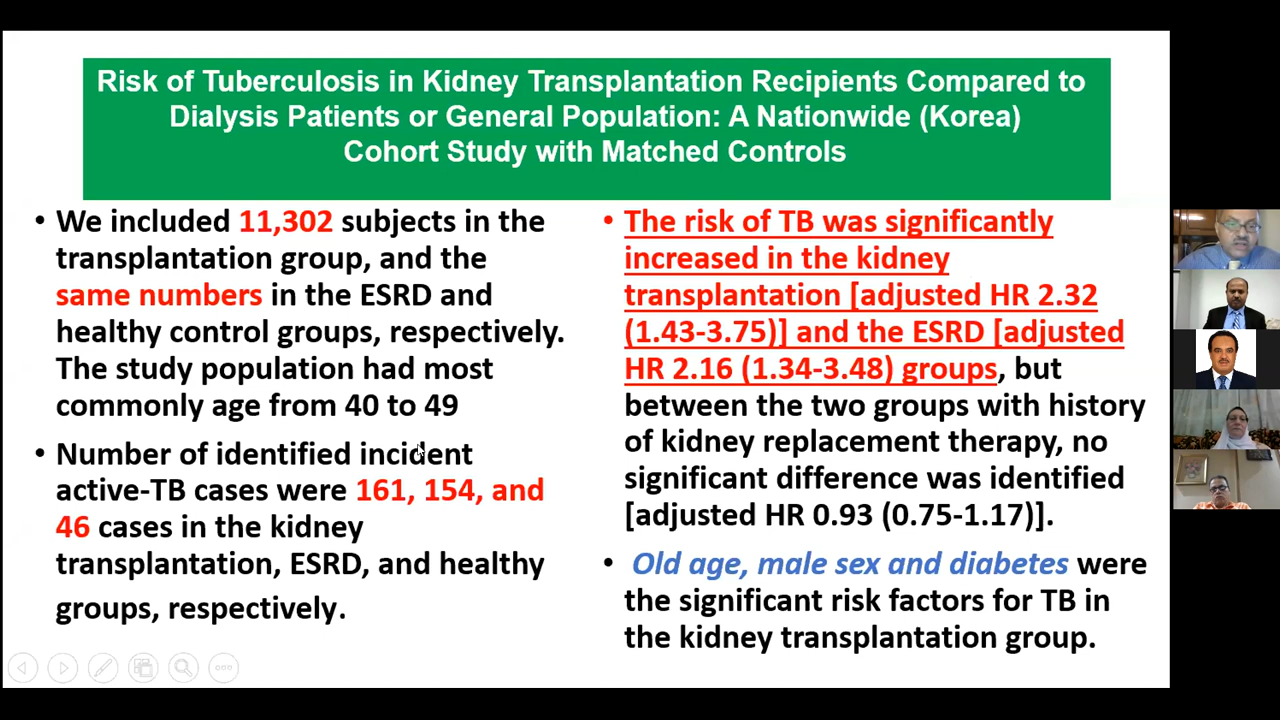 Risk of Tuberculosis in Kidney Transplantation Recipients Compared to
Dialysis Patients or General Population: A Nationwide (Korea)
Cohort Study with Matched Controls
• We included 11,302 subjects in the
transplantation group, and the
same numbers in the ESRD and
healthy control groups, respectively.
The study population had most
commonly age from 40 to 49
• Number of identified incident
active-TB cases were 161, 154, and
46 cases in the kidney
transplantation, ESRD, and healthy
groups, respectively.
• The risk of TB was significantly
increased in the kidney
transplantation [adjusted HR 2.32
(1.43-3.75)] and the ESRD [adjusted
HR 2.16 (1.34-3.48) groups, but
between the two groups with history
of kidney replacement therapy, no
significant difference was identified
[adjusted HR 0.93 (0.75-1.17)].
• Old age, male sex and diabetes were
the significant risk factors for TB in
the kidney transplantation group.